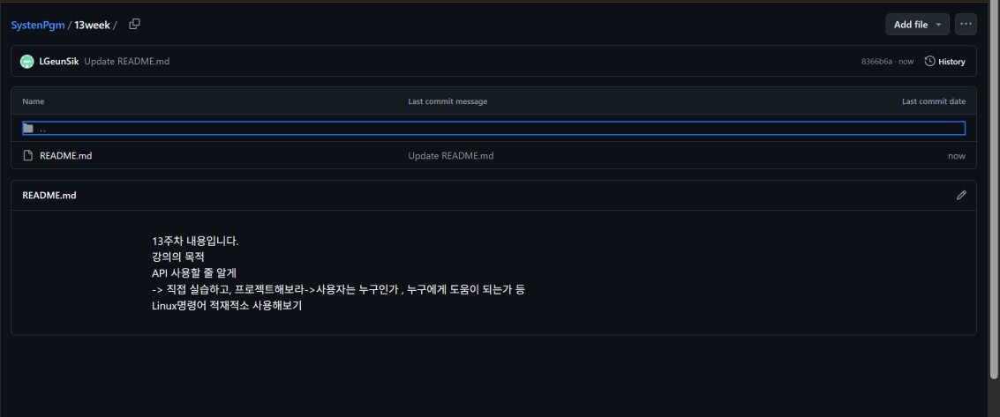 SystenPgm / 13week /
Add file
LGeunSik Update README.md
8366b6a · now
History
Name Last commit message Last commit date
..
README.md Update README.md now
README.md
13주차 내용입니다.
강의의 목적
API 사용할 줄 알게
-> 직접 실습하고, 프로젝트해보라->사용자는 누구인가 , 누구에게 도움이 되는가 등
Linux명령어 적재적소 사용해보기